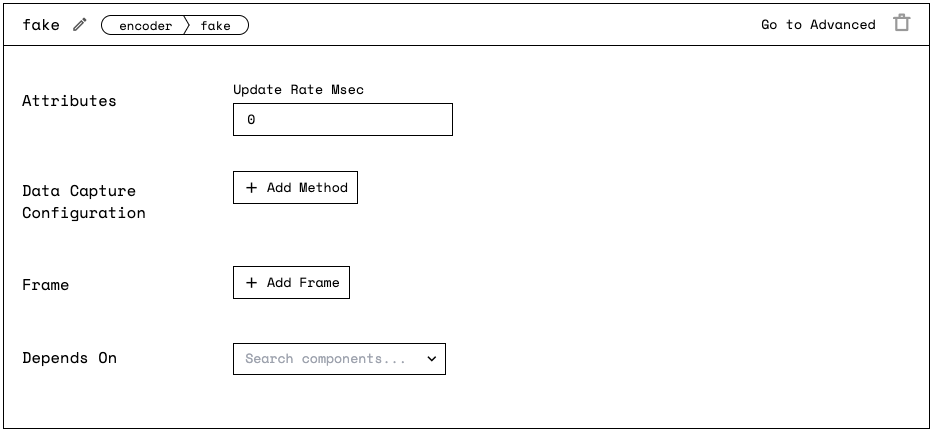 fake encoder fake Go to Advanced
Attributes
Update Rate Msec
0
Data Capture
Configuration
+ Add Method
Frame
+ Add Frame
Depends On
Search components...